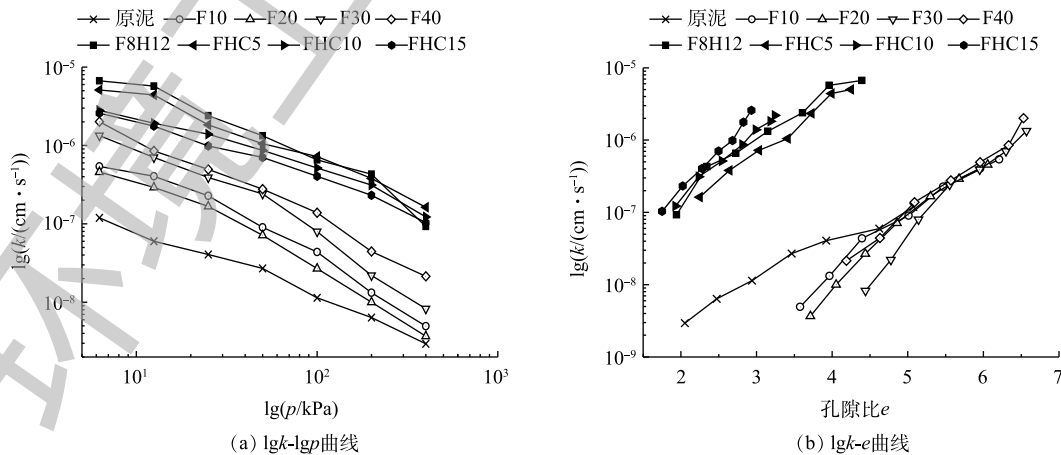 原泥 F10 F20 F30 F40
F8H12 FHC5 FHC10 FHC15
10⁻⁵
10⁻⁶
10⁻⁷
10⁻⁸
lg(k/(cm·s⁻¹))
10¹ 10² 10³
lg(p/kPa)
(a) lgk-lgp曲线
原泥 F10 F20 F30 F40
F8H12 FHC5 FHC10 FHC15
10⁻⁵
10⁻⁶
10⁻⁷
10⁻⁸
10⁻⁹
lg(k/(cm·s⁻¹))
2 3 4 5 6 7
孔隙比e
(b) lgk-e曲线
环境工